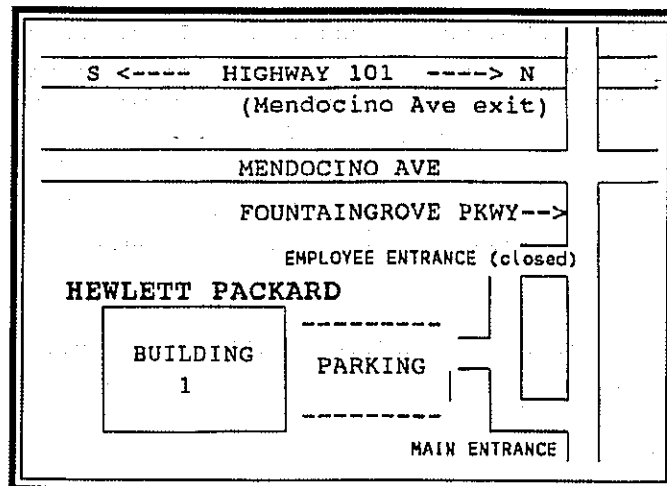 S <---- HIGHWAY 101 ----> N
(Mendocino Ave exit)
MENDOCINO AVE
FOUNTAINGROVE PKWY-->
EMPLOYEE ENTRANCE (closed)
HEWLETT PACKARD
BUILDING
1
PARKING
MAIN ENTRANCE